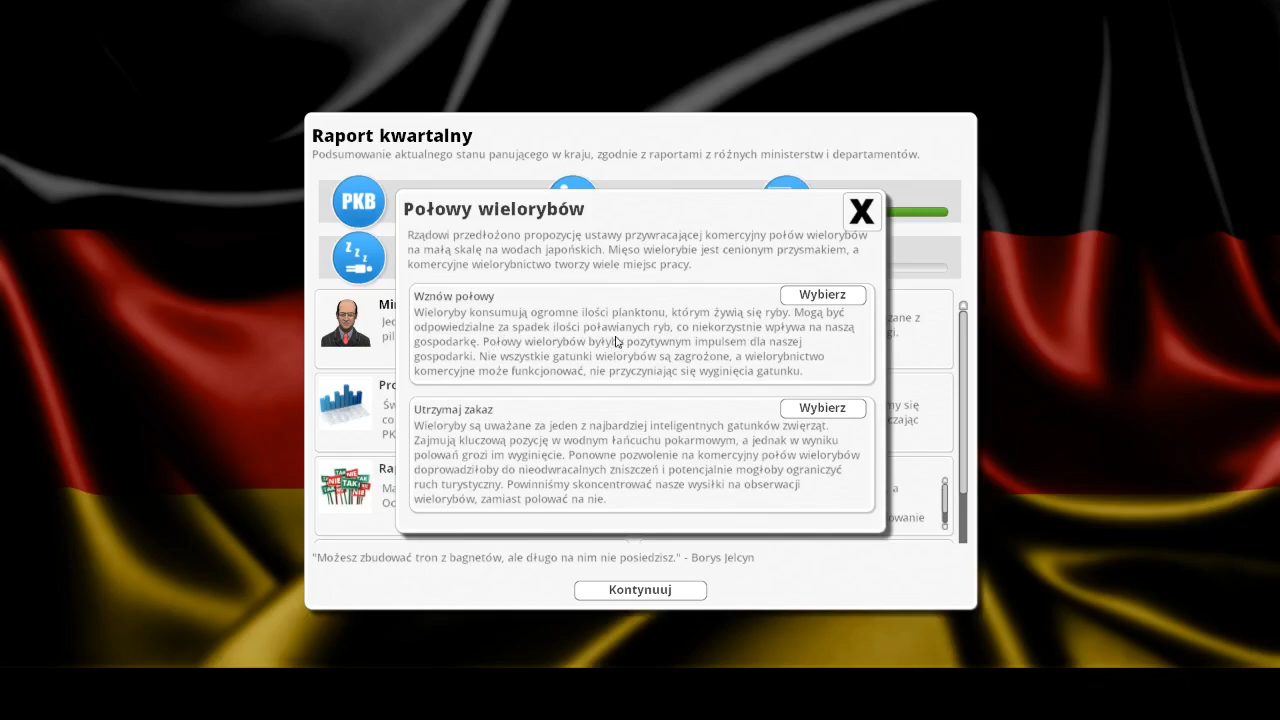 Raport kwartalny
Podsumowanie aktualnego stanu panującego w kraju, zgodnie z raportami z różnych ministerstw i departamentów.
PKB
Połowy wielorybów
X
Rządowi przedłożono propozycję ustawy przywracającej komercyjny połów wielorybów
na małą skalę na wodach japońskich. Mięso wielorybie jest cenionym przysmakiem, a
komercyjne wielorybnictwo tworzy wiele miejsc pracy.
Wznów połowy
Wybierz
Wieloryby konsumują ogromne ilości planktonu, którym żywią się ryby. Mogą być
odpowiedzialne za spadek ilości poławianych ryb, co niekorzystnie wpływa na naszą
gospodarkę. Połowy wielorybów byłyby pozytywnym impulsem dla naszej
gospodarki. Nie wszystkie gatunki wielorybów są zagrożone, a wielorybnictwo
komercyjne może funkcjonować, nie przyczyniając się wyginięcia gatunku.
Utrzymaj zakaz
Wybierz
Wieloryby są uważane za jeden z najbardziej inteligentnych gatunków zwierząt.
Zajmują kluczową pozycję w wodnym łańcuchu pokarmowym, a jednak w wyniku
polowań grozi im wyginięcie. Ponowne pozwolenie na komercyjny połów wielorybów
doprowadziłoby do nieodwracalnych zniszczeń i potencjalnie mogłoby ograniczyć
ruch turystyczny. Powinniśmy skoncentrować nasze wysiłki na obserwacji
wielorybów, zamiast polować na nie.
"Możesz zbudować tron z bagnetów, ale długo na nim nie posiedzisz." - Borys Jelcyn
Kontynuuj